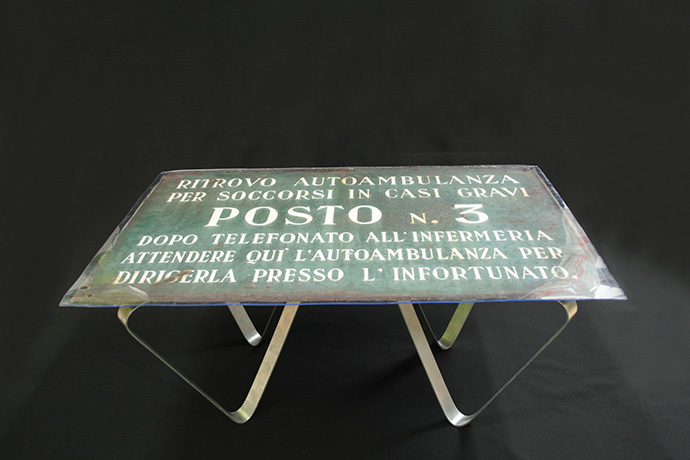 RITROVO AUTOAMBULANZA
PER SOCCORSI IN CASI GRAVI
POSTO N. 3
DOPO TELEFONATO ALL'INFERMERIA
ATTENDERE QUI L'AUTOAMBULANZA PER
DIRIGERLA PRESSO L'INFORTUNATO.